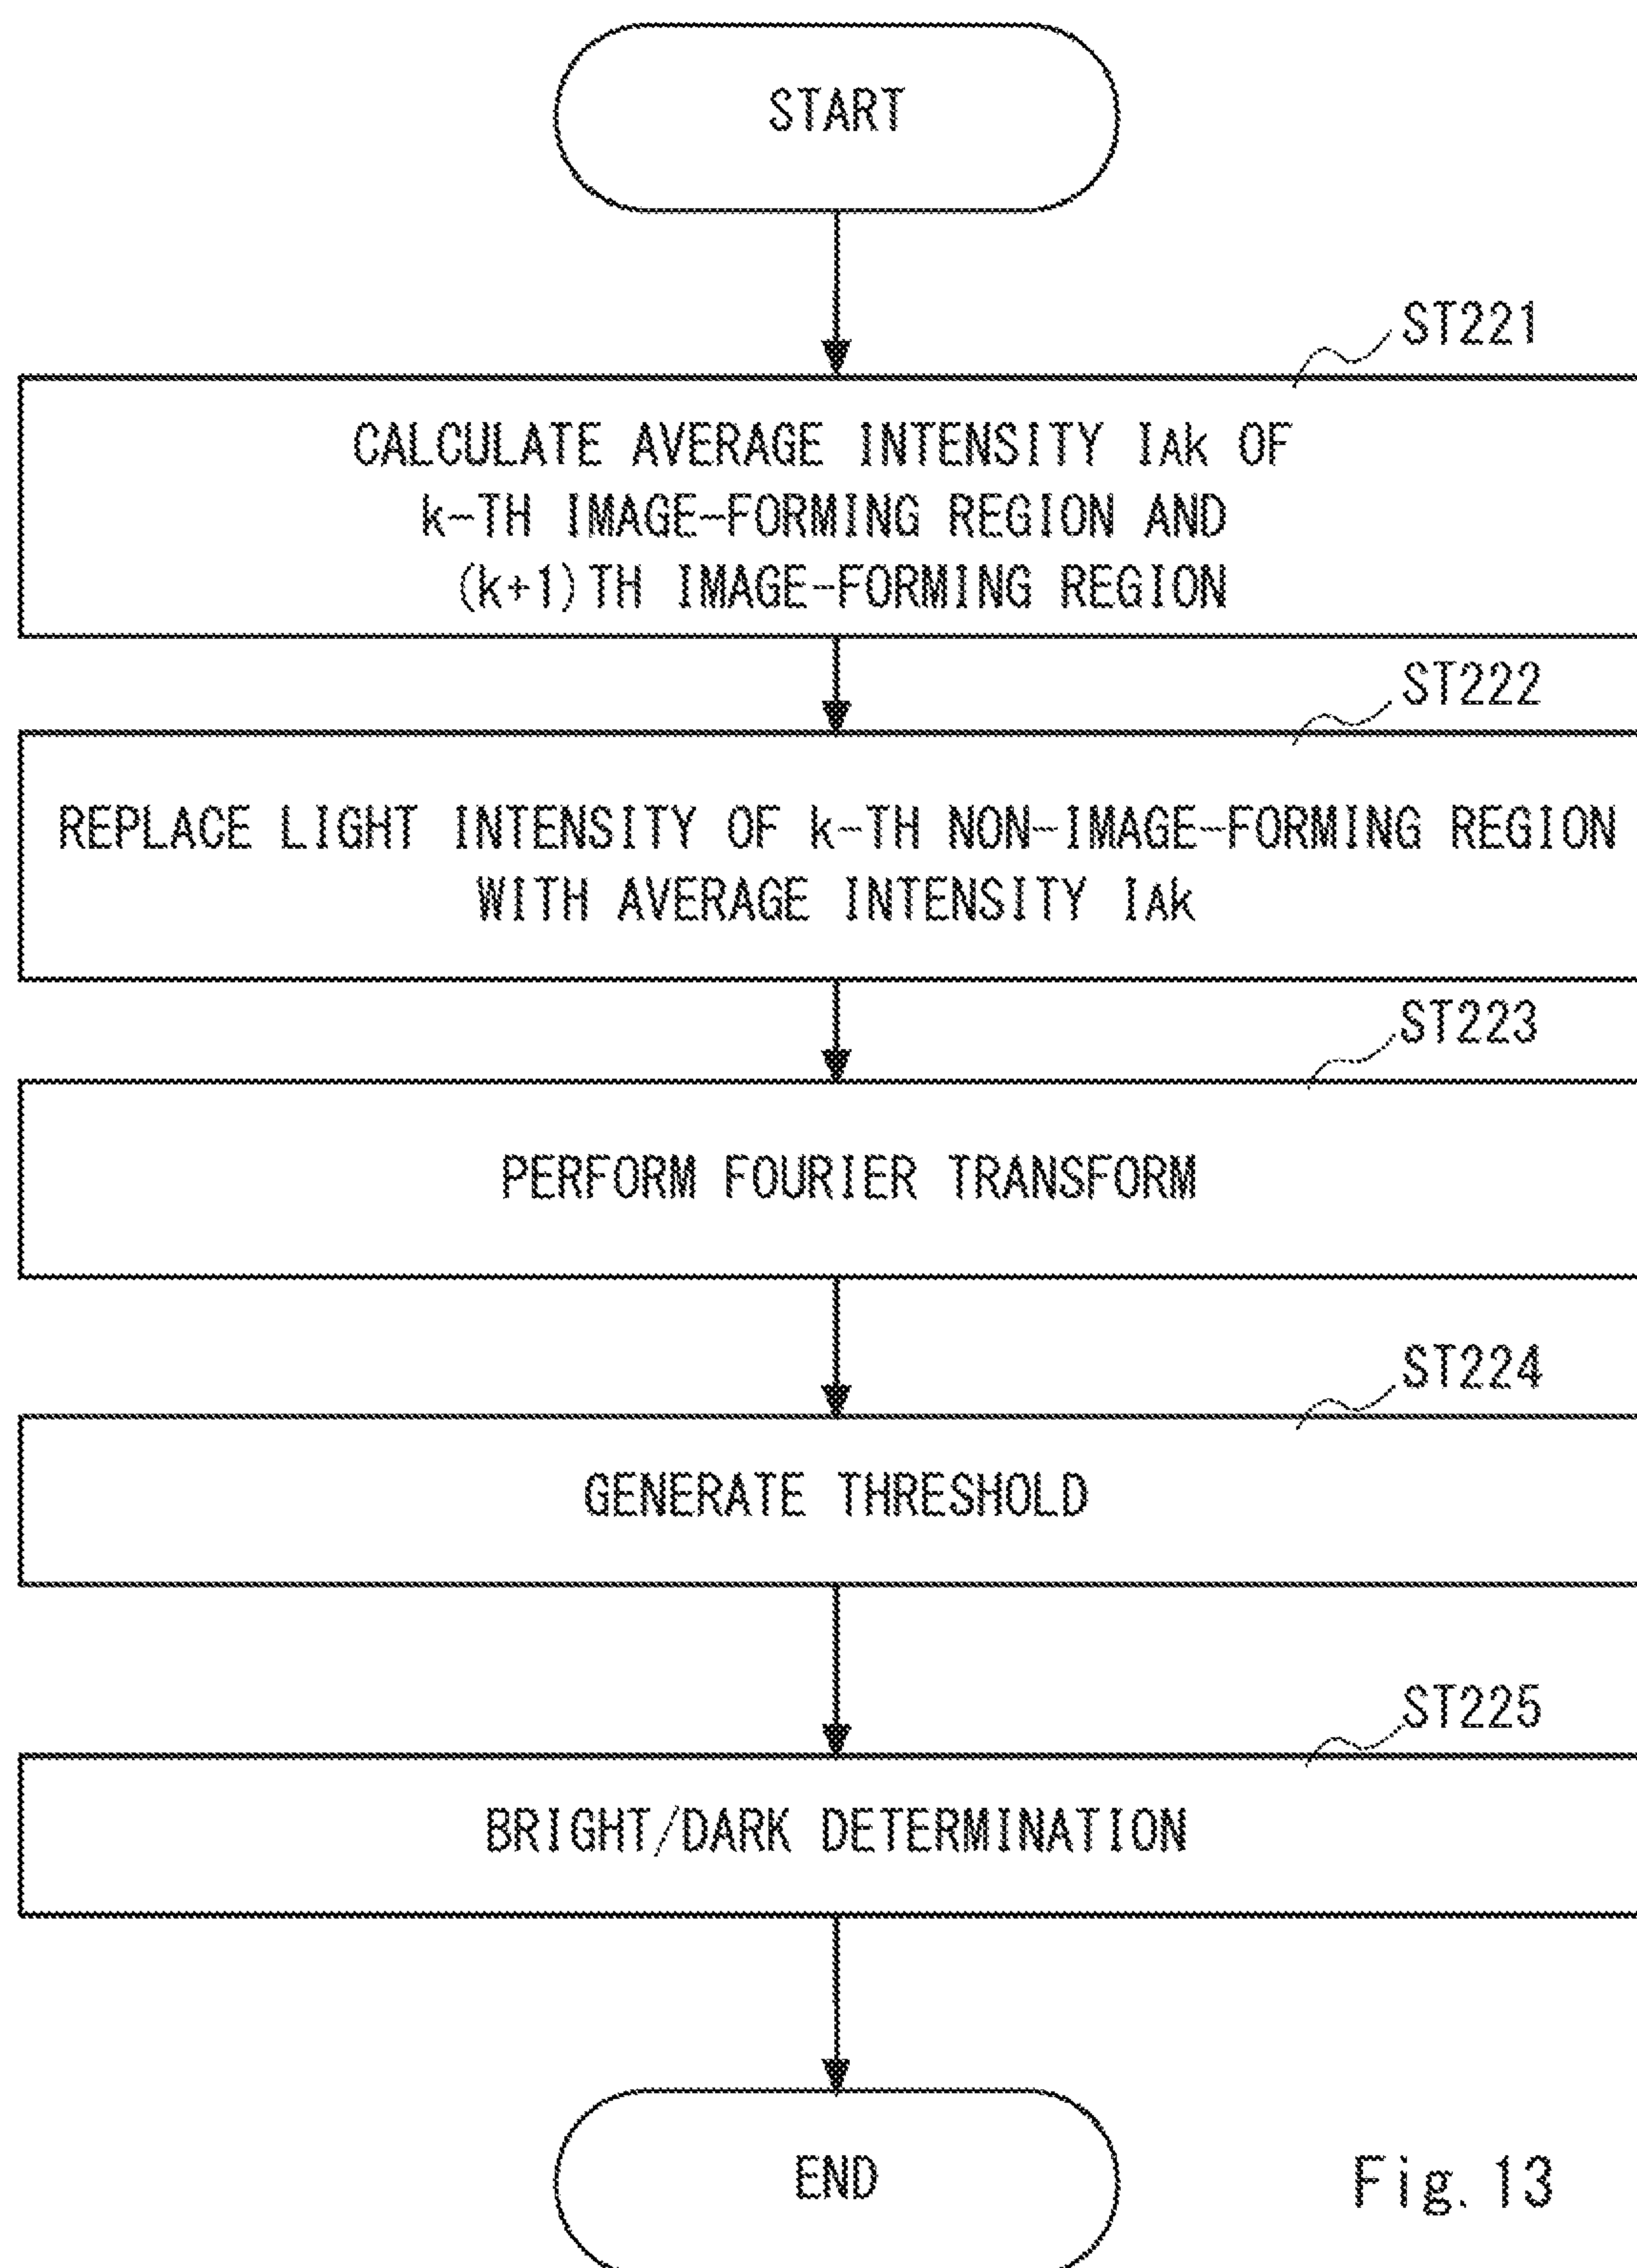 START
ST221
CALCULATE AVERAGE INTENSITY IAk OF
k-TH IMAGE-FORMING REGION AND
(k+1)TH IMAGE-FORMING REGION
ST222
REPLACE LIGHT INTENSITY OF k-TH NON-IMAGE-FORMING REGION
WITH AVERAGE INTENSITY IAk
ST223
PERFORM FOURIER TRANSFORM
ST224
GENERATE THRESHOLD
ST225
BRIGHT/DARK DETERMINATION
END
Fig. 13